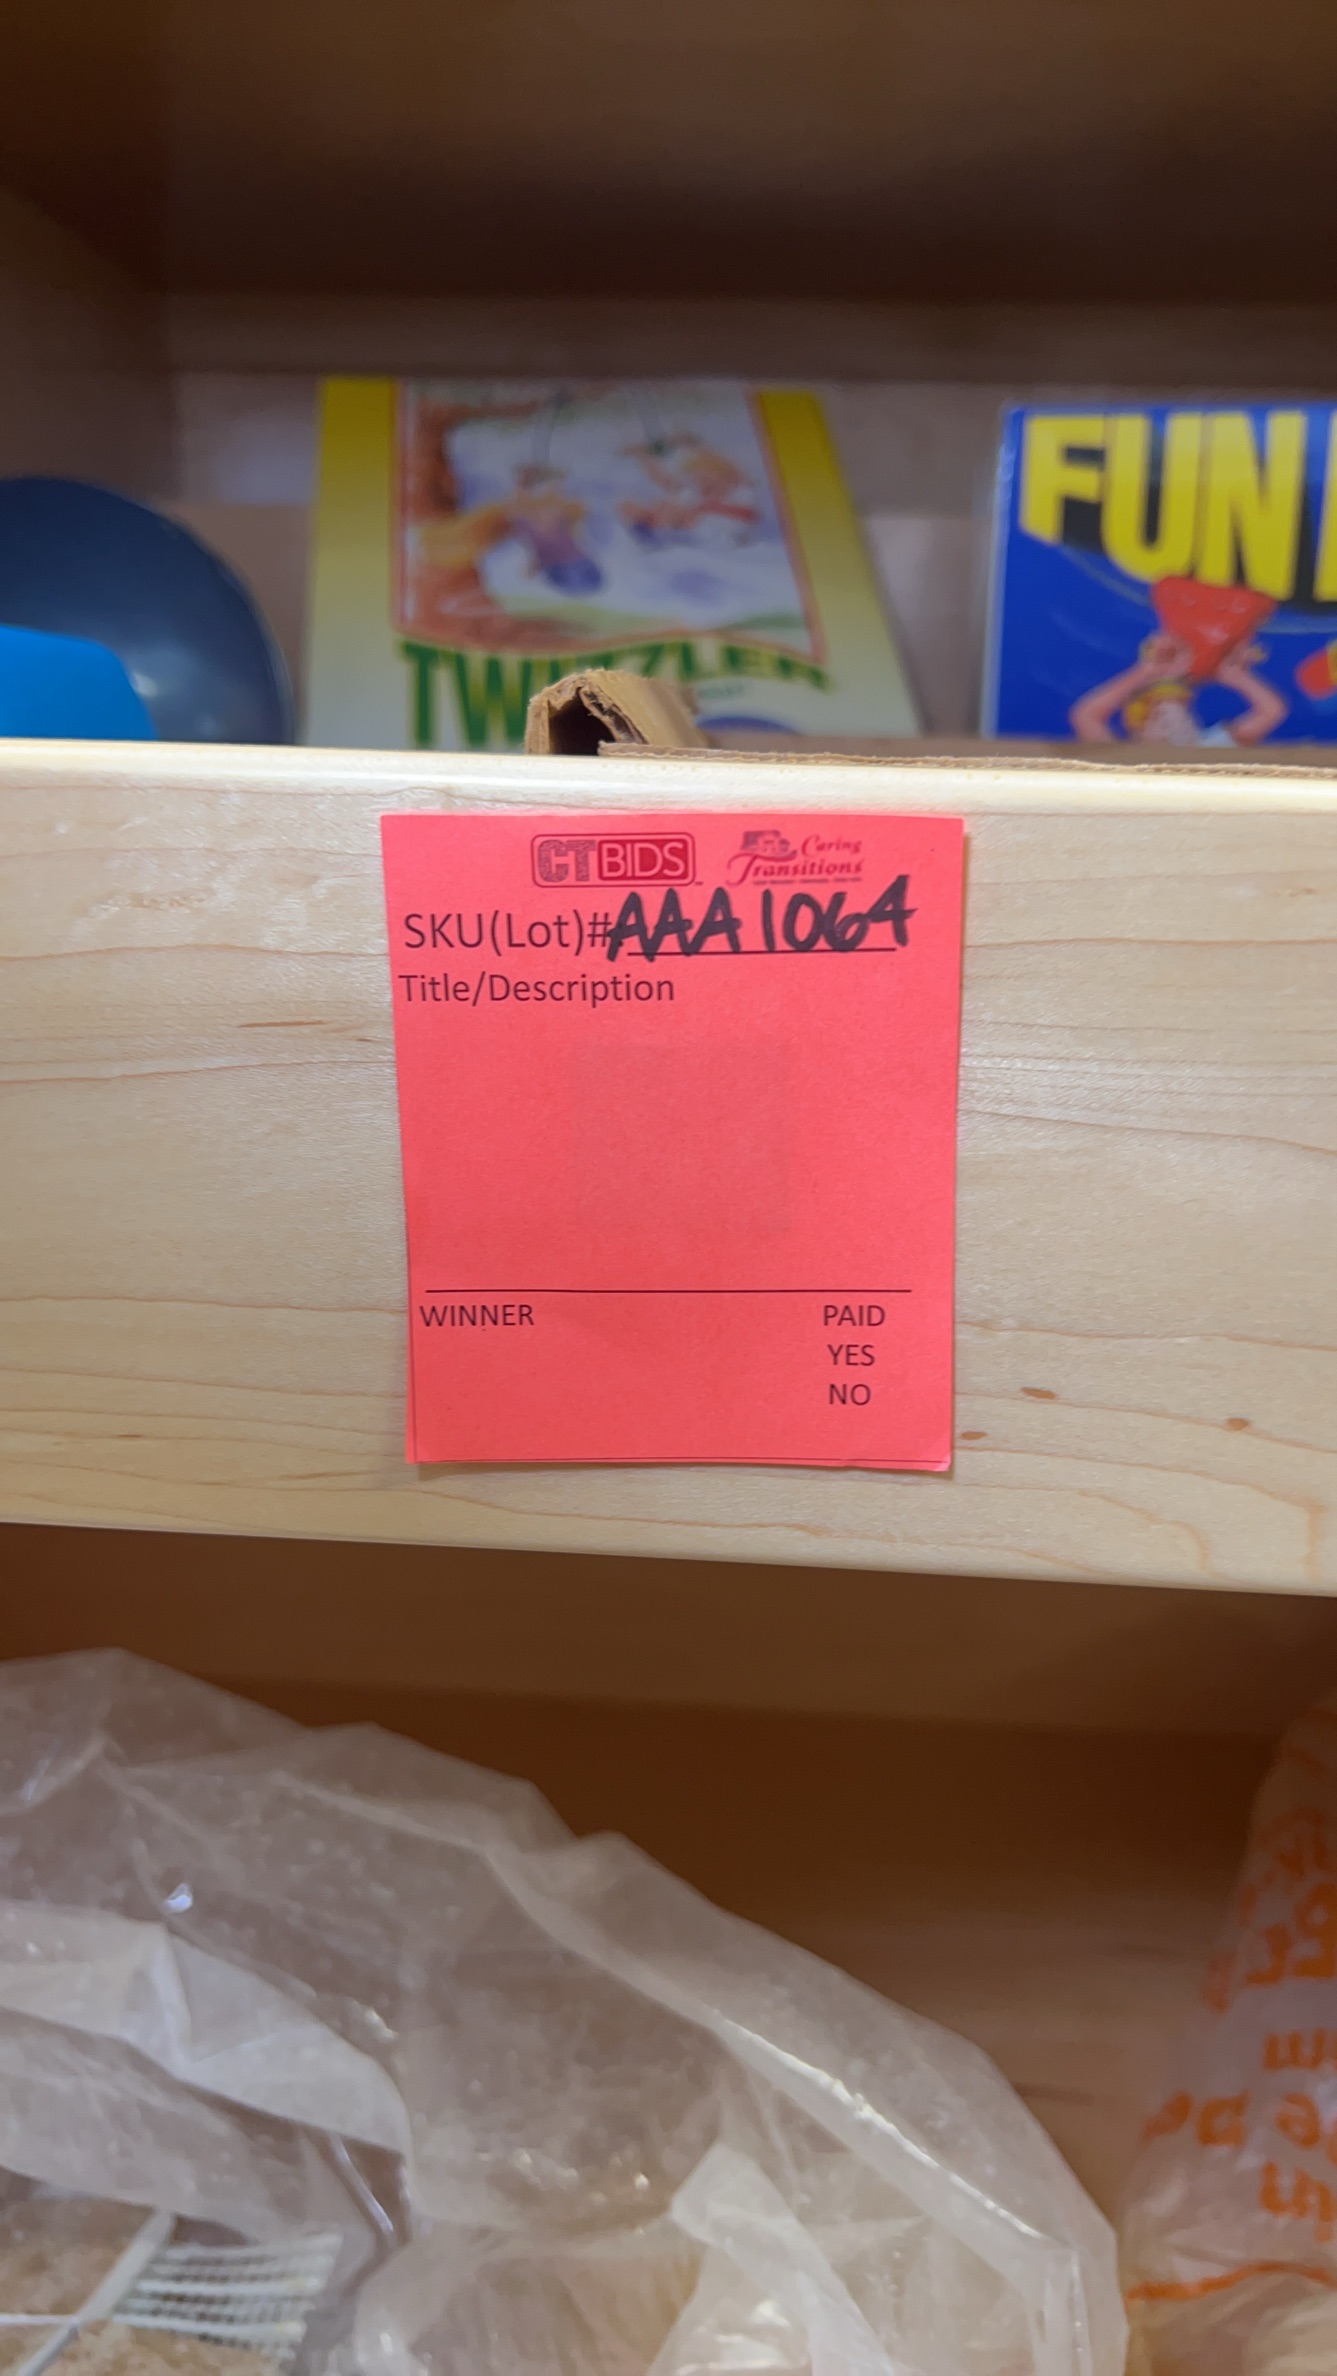 FUN
CTBIDS Caring Transitions
SKU(Lot)# AAA1064
Title/Description
WINNER PAID
YES
NO